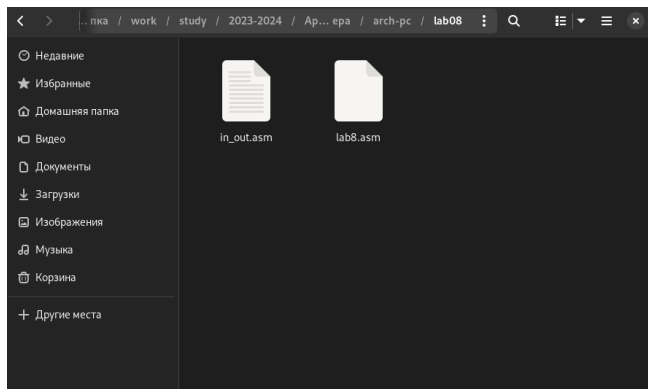 … пка / work / study / 2023-2024 / Ap… ера / arch-pc / lab08
Недавние
Избранные
Домашняя папка
Видео
Документы
Загрузки
Изображения
Музыка
Корзина
Другие места
in_out.asm
lab8.asm